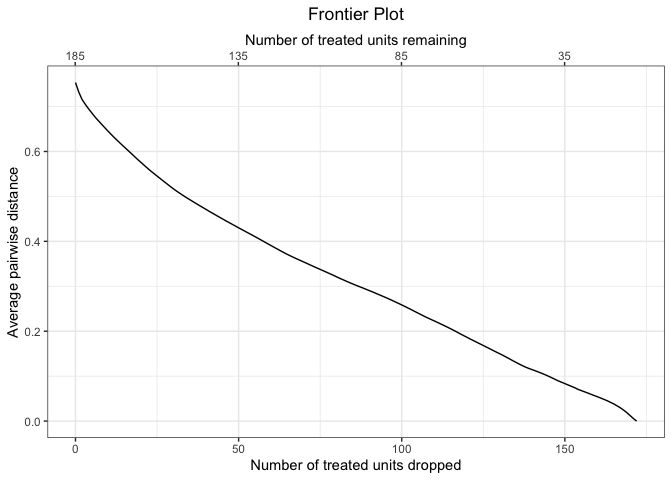 Frontier Plot
Number of treated units remaining
185 135 85 35
Average pairwise distance
0.6
0.4
0.2
0.0
0 50 100 150
Number of treated units dropped